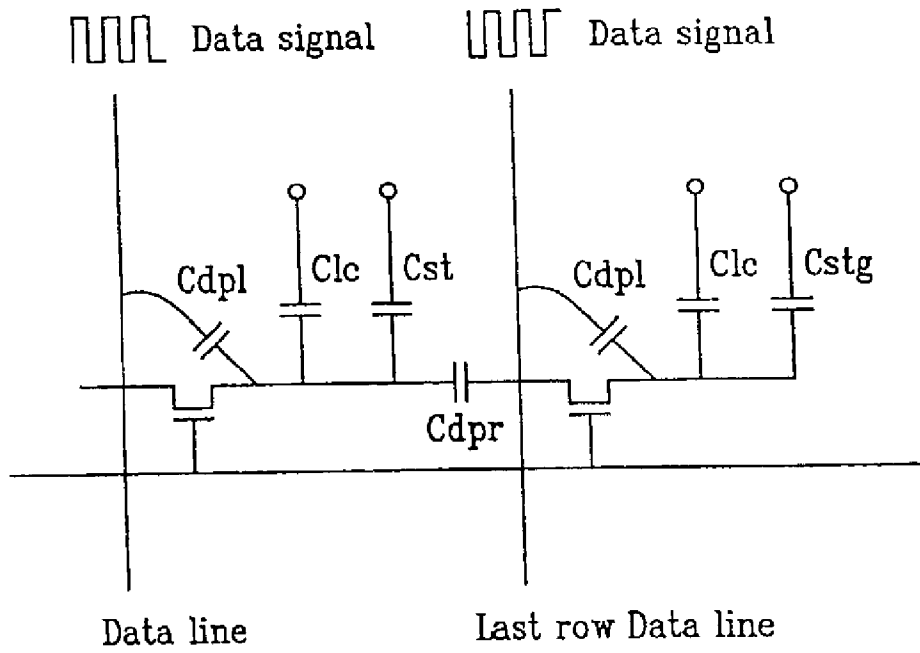 Data signal
Data signal
Cdpl
Clc
Cst
Cdpl
Clc
Cstg
Cdpr
Data line
Last row Data line